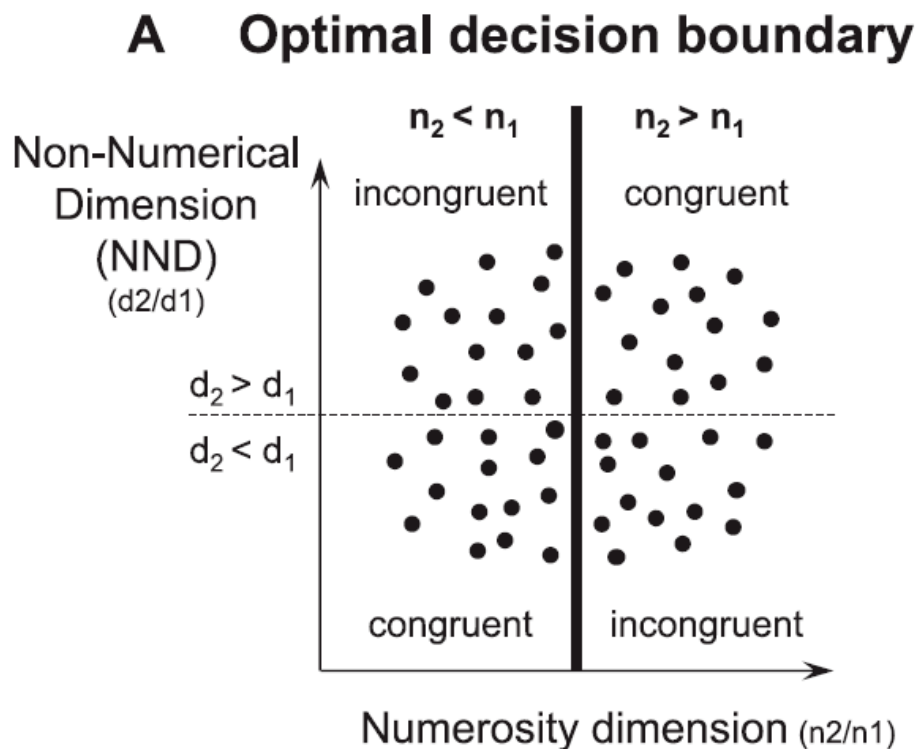 A Optimal decision boundary
n₂ < n₁
n₂ > n₁
Non-Numerical
Dimension
(NND)
(d2/d1)
incongruent
congruent
d₂ > d₁
d₂ < d₁
congruent
incongruent
Numerosity dimension (n2/n1)